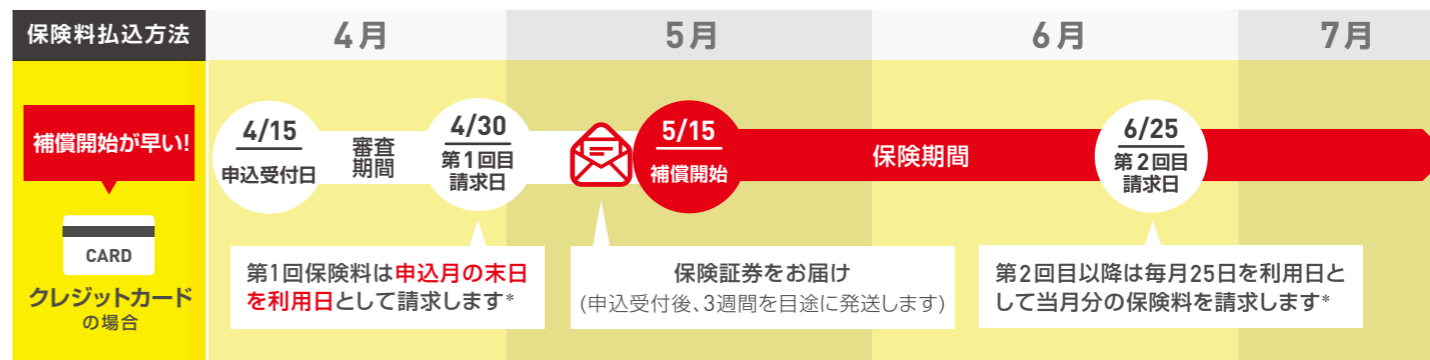 保険料払込方法
4月
5月
6月
7月
補償開始が早い!
CARD
クレジットカード
の場合
4/15
申込受付日
審査
期間
4/30
第1回目
請求日
5/15
補償開始
保険期間
6/25
第2回目
請求日
第1回保険料は申込月の末日
を利用日として請求します*
保険証券をお届け
(申込受付後、3週間を目途に発送します)
第2回目以降は毎月25日を利用日と
して当月分の保険料を請求します*